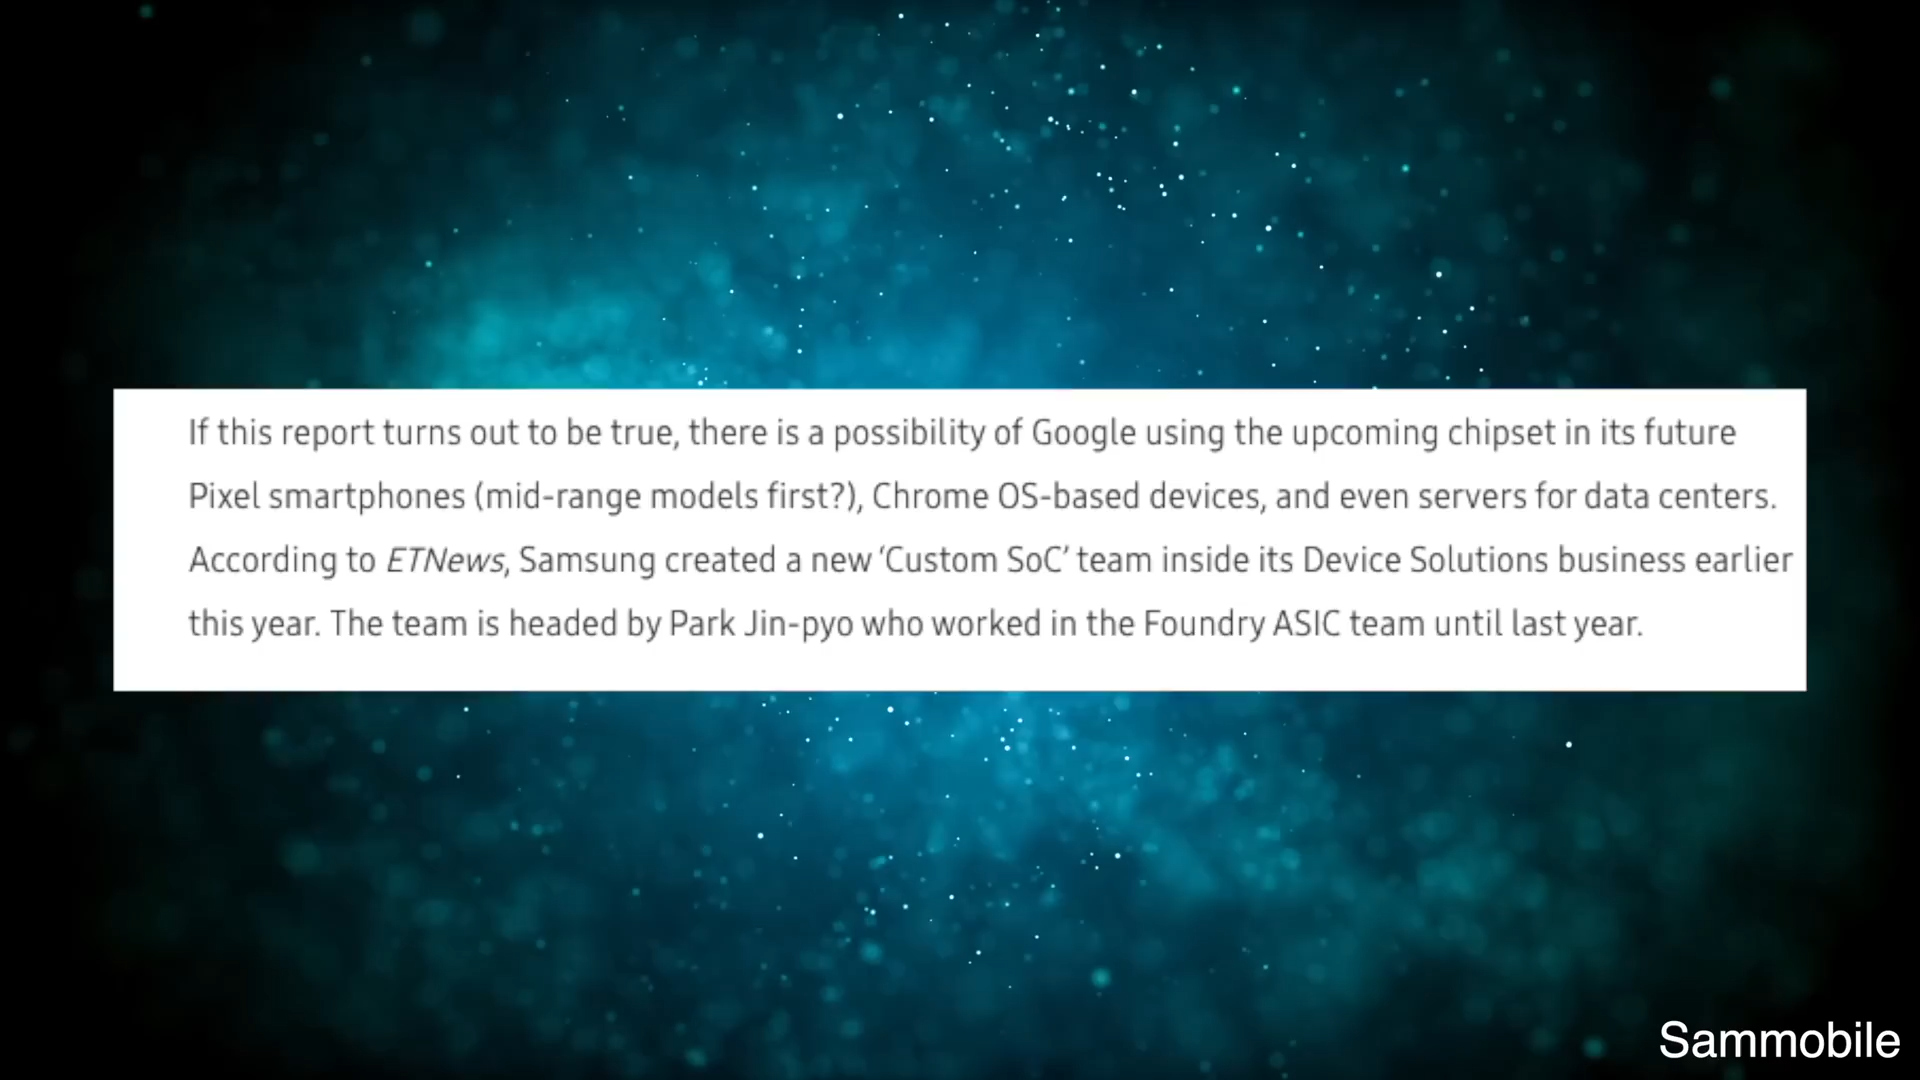 If this report turns out to be true, there is a possibility of Google using the upcoming chipset in its future
Pixel smartphones (mid-range models first?), Chrome OS-based devices, and even servers for data centers.
According to ETNews, Samsung created a new ‘Custom SoC’ team inside its Device Solutions business earlier
this year. The team is headed by Park Jin-pyo who worked in the Foundry ASIC team until last year.
Sammobile